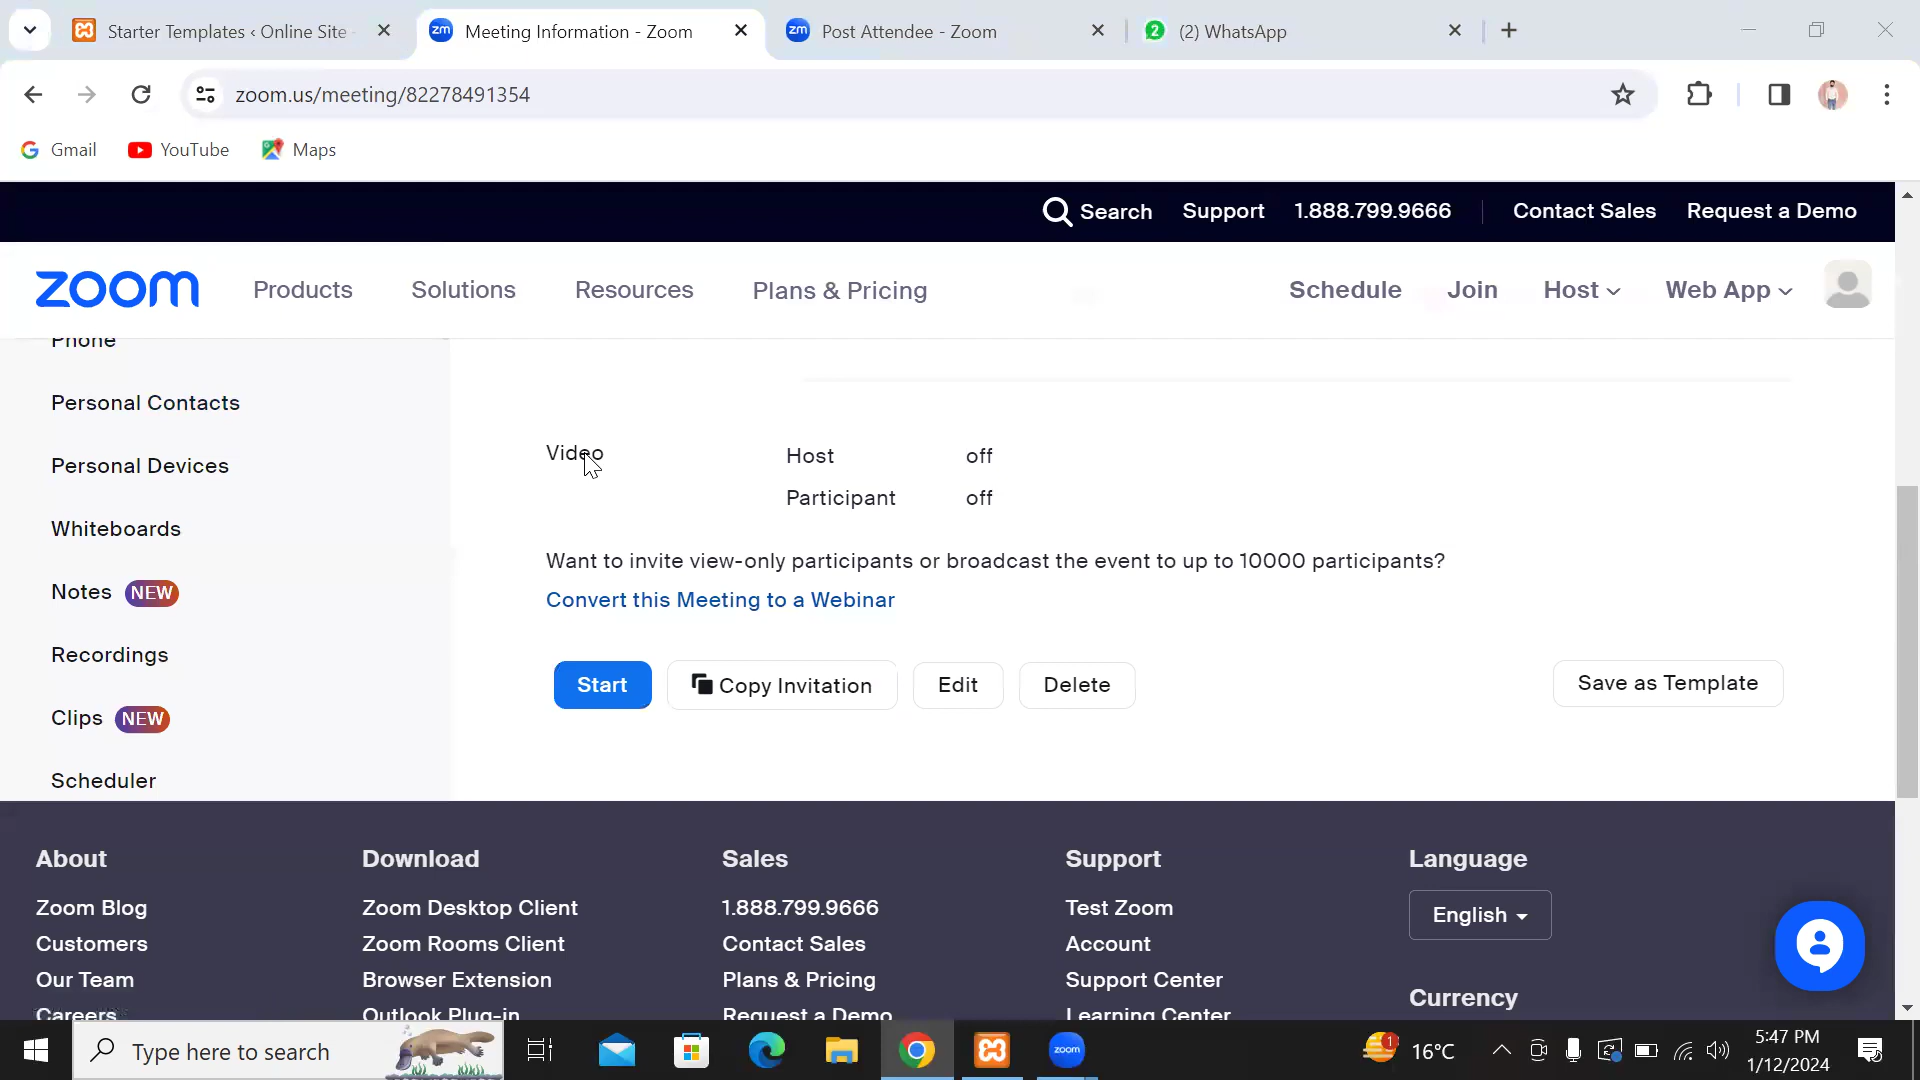 Starter Templates ‹ Online Site -
Meeting Information - Zoom
Post Attendee - Zoom
(2) WhatsApp
zoom.us/meeting/82278491354
Gmail
YouTube
Maps
Search
Support
1.888.799.9666
Contact Sales
Request a Demo
zoom
Products
Solutions
Resources
Plans & Pricing
Schedule
Join
Host
Web App
Phone
Personal Contacts
Personal Devices
Whiteboards
Notes NEW
Recordings
Clips NEW
Scheduler
Video
Host off
Participant off
Want to invite view-only participants or broadcast the event to up to 10000 participants?
Convert this Meeting to a Webinar
Start
Copy Invitation
Edit
Delete
Save as Template
About
Zoom Blog
Customers
Our Team
Careers
Download
Zoom Desktop Client
Zoom Rooms Client
Browser Extension
Outlook Plug-in
Sales
1.888.799.9666
Contact Sales
Plans & Pricing
Request a Demo
Support
Test Zoom
Account
Support Center
Learning Center
Language
English
Currency
Type here to search
zoom
1
16°C
5:47 PM
1/12/2024